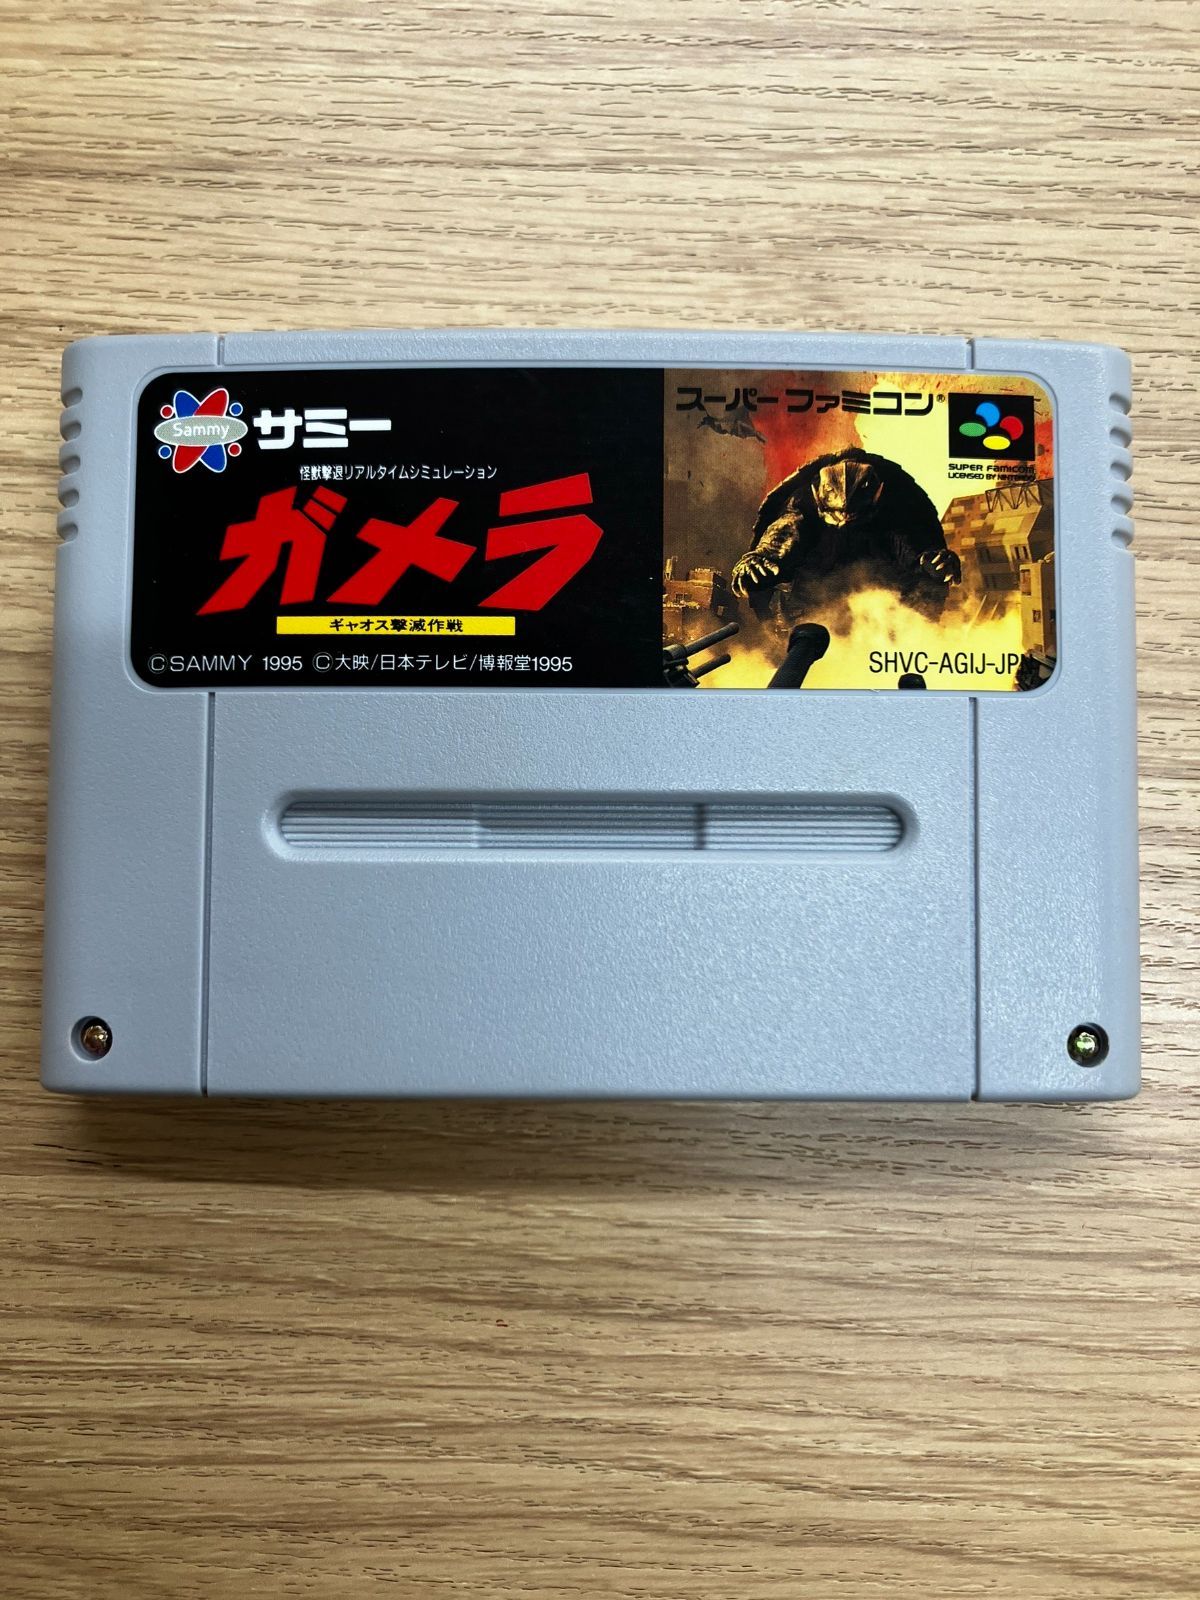 Sammy サミー
怪獣撃退リアルタイムシミュレーション
ガメラ
ギャオス撃滅作戦
©SAMMY 1995 ©大映/日本テレビ/博報堂1995
スーパーファミコン®
SUPER FAMICOM
LICENSED BY NINTENDO
SHVC-AGIJ-JPN